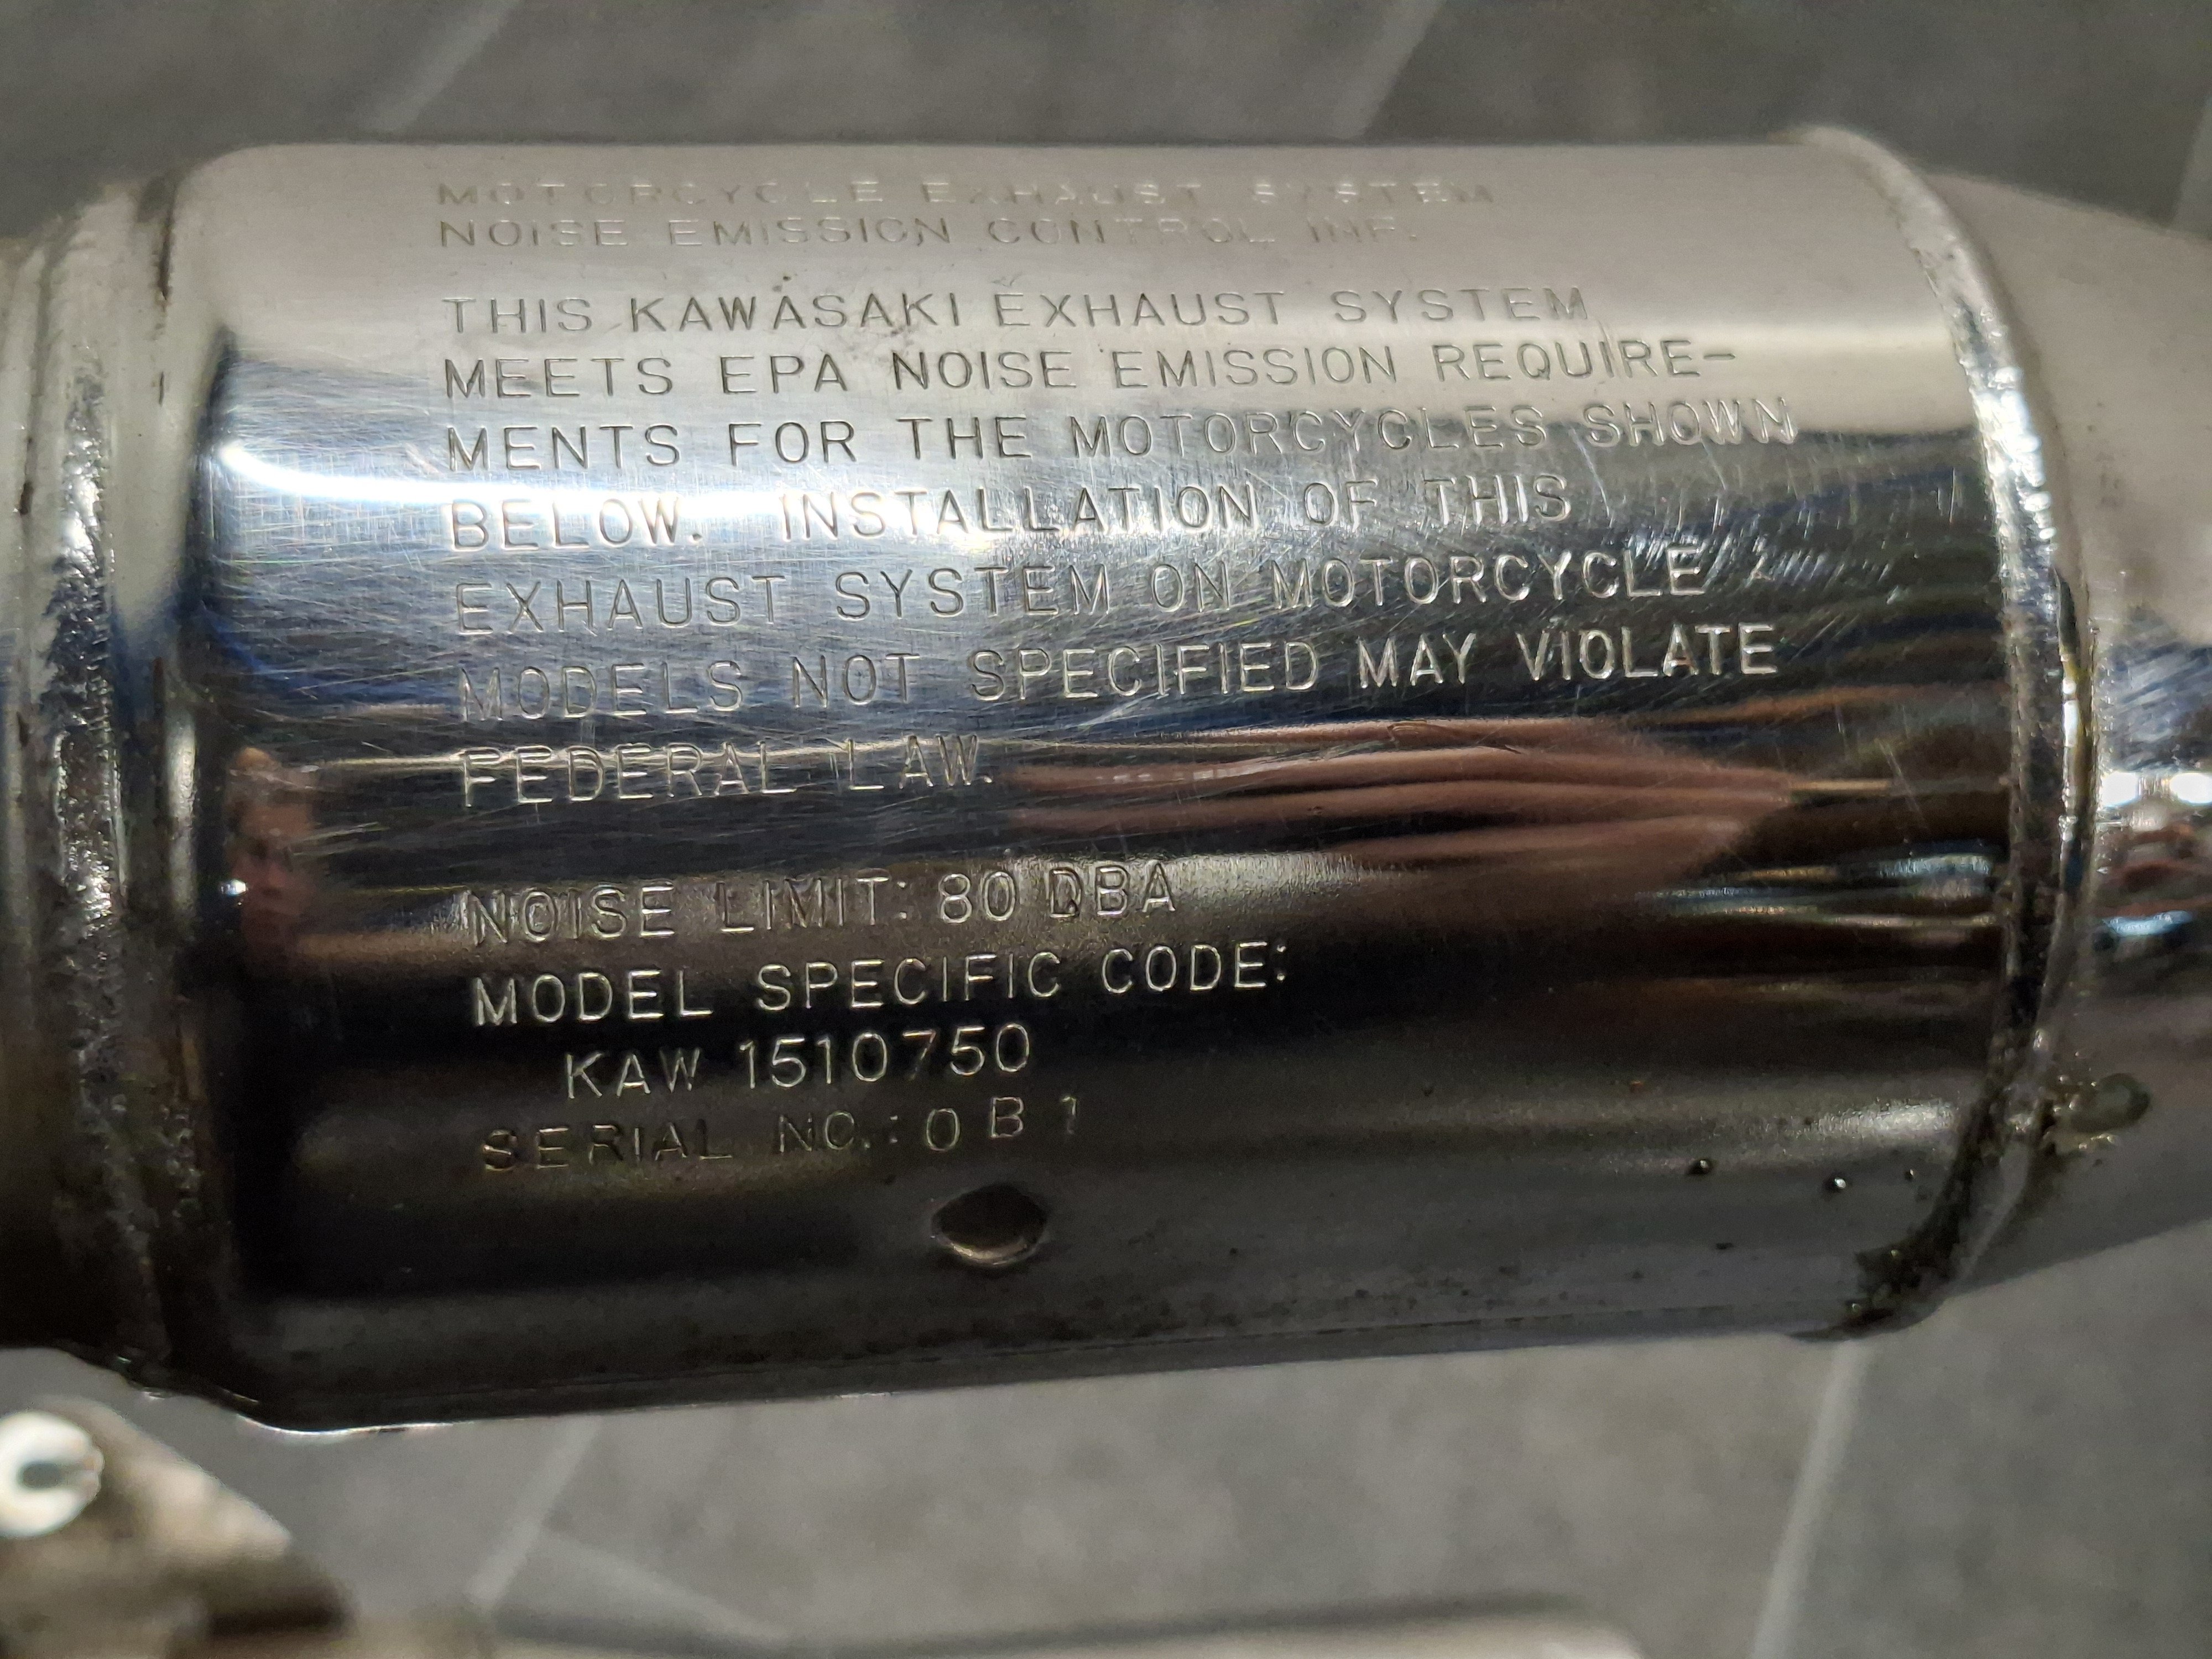 MOTORCYCLE EXHAUST SYSTEM
NOISE EMISSION CONTROL INF.
THIS KAWASAKI EXHAUST SYSTEM
MEETS EPA NOISE EMISSION REQUIRE-
MENTS FOR THE MOTORCYCLES SHOWN
BELOW. INSTALLATION OF THIS
EXHAUST SYSTEM ON MOTORCYCLE
MODELS NOT SPECIFIED MAY VIOLATE
FEDERAL LAW.
NOISE LIMIT: 80 DBA
MODEL SPECIFIC CODE:
KAW 1510750
SERIAL NO.: 0 B 1